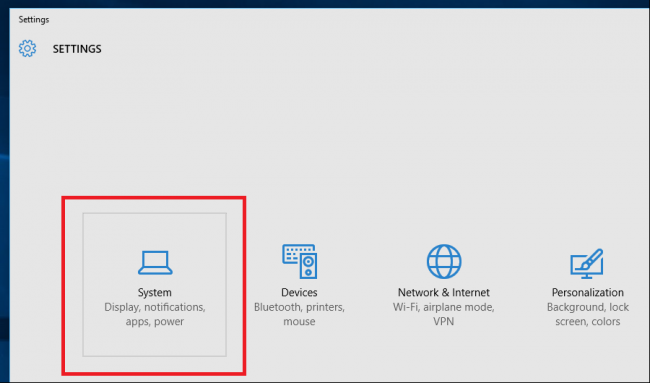 Settings
SETTINGS
System
Display, notifications,
apps, power
Devices
Bluetooth, printers,
mouse
Network & Internet
Wi-Fi, airplane mode,
VPN
Personalization
Background, lock
screen, colors